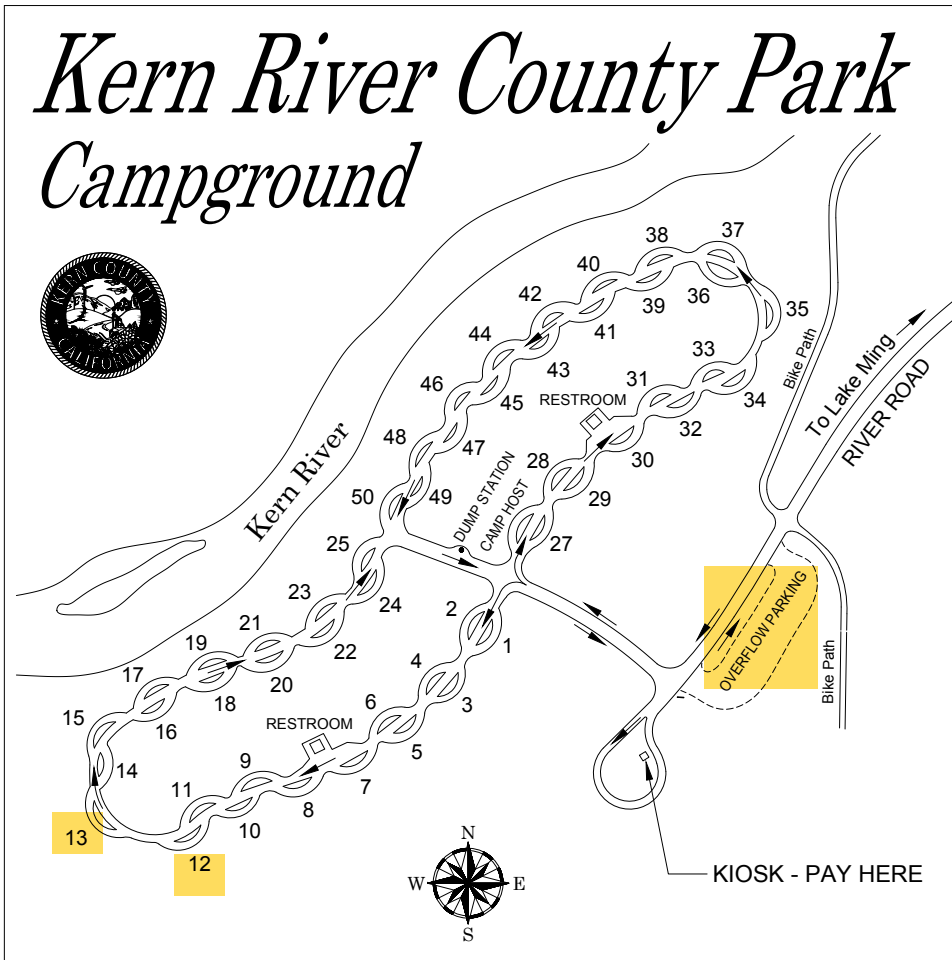 Kern River County Park
Campground
KERN COUNTY
CALIFORNIA
37
38
40
36
39
35
42
41
44
43
33
34
46
45
RESTROOM
31
32
Bike Path
To Lake Ming
RIVER ROAD
48
47
30
Kern River
28
29
50
49
DUMP STATION
CAMP HOST
27
25
24
23
22
2
1
21
20
19
18
4
3
17
16
OVERFLOW PARKING
Bike Path
15
14
RESTROOM
6
5
9
7
11
8
10
13
12
N
W
E
S
KIOSK - PAY HERE